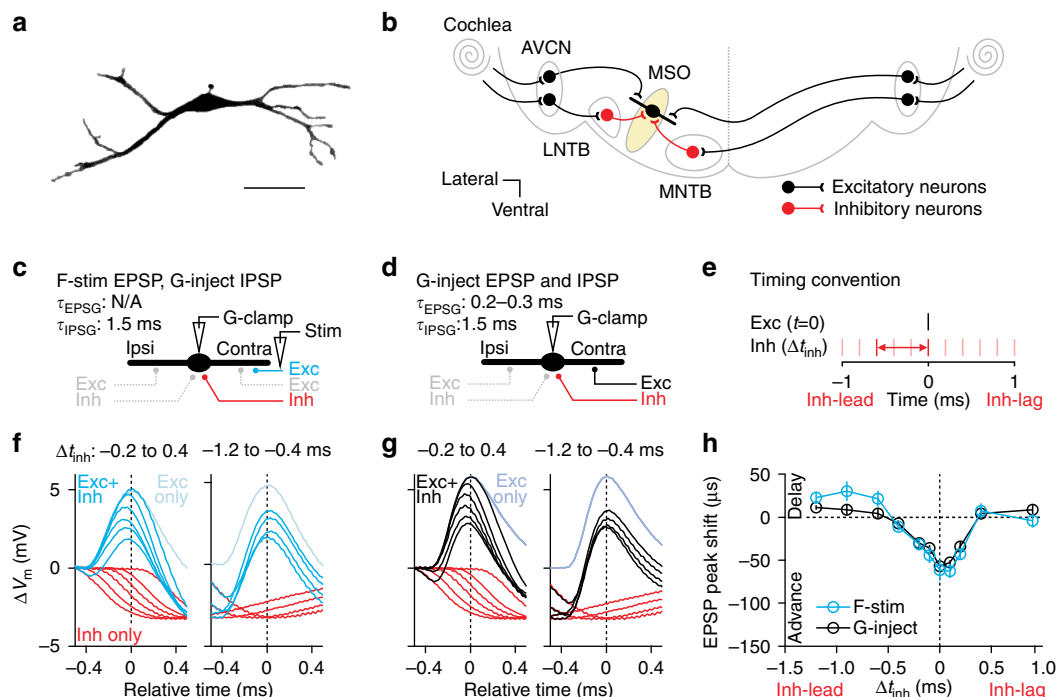 a
b
Cochlea
AVCN
MSO
LNTB
MNTB
Lateral
Ventral
Excitatory neurons
Inhibitory neurons
c
F-stim EPSP, G-inject IPSP
τEPSG: N/A
τIPSG: 1.5 ms
G-clamp
Stim
Ipsi
Contra
Exc
Exc
Exc
Inh
Inh
d
G-inject EPSP and IPSP
τEPSG: 0.2–0.3 ms
τIPSG: 1.5 ms
G-clamp
Ipsi
Contra
Exc
Exc
Inh
Inh
e
Timing convention
Exc (t=0)
Inh (Δtinh)
–1 0 1
Inh-lead Time (ms) Inh-lag
f
Δtinh: –0.2 to 0.4
–1.2 to –0.4 ms
Exc+
Inh
Exc
only
Inh only
ΔVm (mV)
5
0
–5
–0.4 0 0.4 –0.4 0 0.4
Relative time (ms)
g
–0.2 to 0.4
–1.2 to –0.4 ms
Exc+
Inh
Exc
only
–0.4 0 0.4 –0.4 0 0.4
Relative time (ms)
h
EPSP peak shift (μs)
Delay
Advance
50
0
–50
–100
–150
F-stim
G-inject
–1.5 –1.0 –0.5 0.0 0.5 1.0
Inh-lead Δtinh (ms) Inh-lag